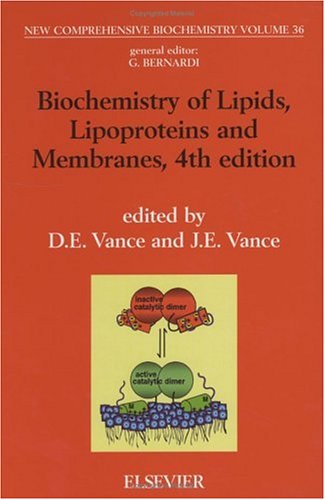 NEW COMPREHENSIVE BIOCHEMISTRY VOLUME 36
general editor:
G. BERNARDI
Biochemistry of Lipids,
Lipoproteins and
Membranes, 4th edition
edited by
D.E. Vance and J.E. Vance
inactive
catalytic dimer
active
catalytic dimer
M
M
ELSEVIER